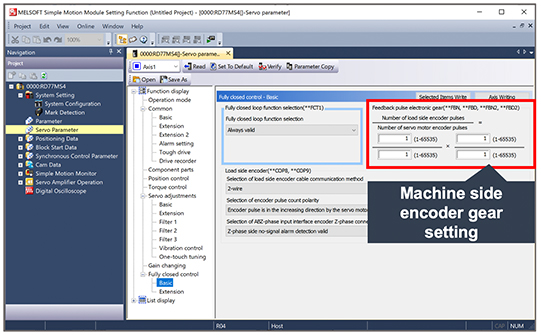 MELSOFT Simple Motion Module Setting Function [Untitled Project] - [0000:RD77MS4[]-Servo parameter]
Project Edit View Online Window Help
Navigation
Project
0000:RD77MS4
System Setting
System Configuration
Mark Detection
Parameter
Servo Parameter
Positioning Data
Block Start Data
Synchronous Control Parameter
Cam Data
Simple Motion Monitor
Servo Amplifier Operation
Digital Oscilloscope
0000:RD77MS4[]-Servo parame...
Axis1 Read Set To Default Verify Parameter Copy
Open Save As
Function display
Operation mode
Common
Basic
Extension
Extension 2
Alarm setting
Tough drive
Drive recorder
Component parts
Position control
Torque control
Servo adjustments
Basic
Extension
Filter 1
Filter 2
Filter 3
Vibration control
One-touch tuning
Gain changing
Fully closed control
Basic
Extension
List display
Fully closed control - Basic
Selected Items Write Axis Writing
Fully closed loop function selection(**FCT1)
Fully closed loop function selection
Always valid
Load side encoder(**CDP8, **CDP9)
Selection of load side encoder cable communication method
2-wire
Selection of encoder pulse count polarity
Encoder pulse is in the increasing direction by the servo motor
Selection of ABZ-phase input interface encoder Z-phase conne
Z-phase side no-signal alarm detection valid
Feedback pulse electronic gear(**FBN, **FBD, **FBN2, **FBD2)
Number of load side encoder pulses =
Number of servo motor encoder pulses
1 (1-65535) 1 (1-65535)
×
1 (1-65535) 1 (1-65535)
Machine side
encoder gear
setting
R04 Host CAP NUM